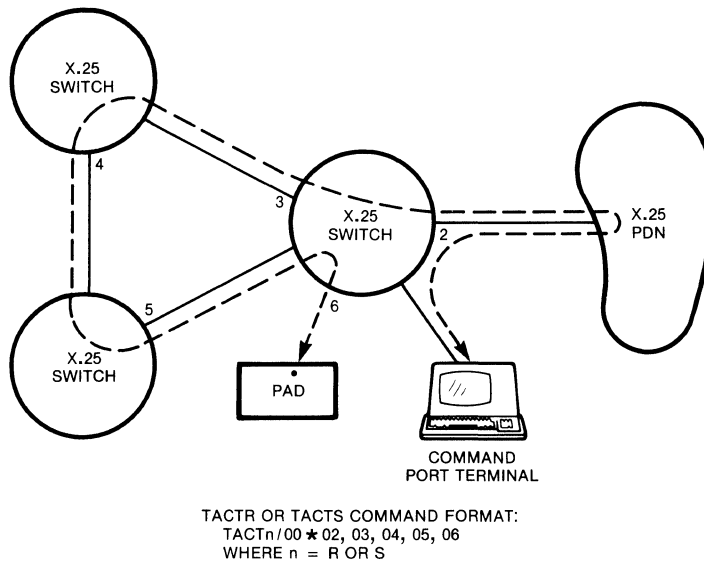 X.25
SWITCH
4
3
X.25
SWITCH
2
X.25
PDN
5
6
X.25
SWITCH
PAD
COMMAND
PORT TERMINAL
TACTR OR TACTS COMMAND FORMAT:
TACTn/00 ★ 02, 03, 04, 05, 06
WHERE n = R OR S